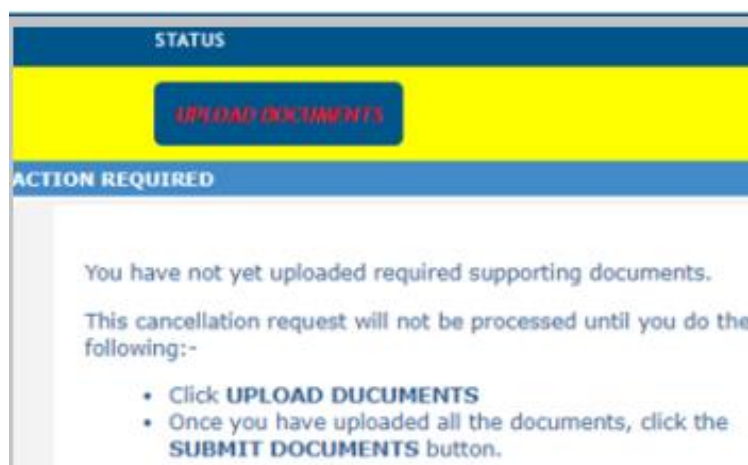 STATUS
UPLOAD DOCUMENTS
ACTION REQUIRED
You have not yet uploaded required supporting documents.
This cancellation request will not be processed until you do the
following:-
• Click UPLOAD DUCUMENTS
• Once you have uploaded all the documents, click the
SUBMIT DOCUMENTS button.